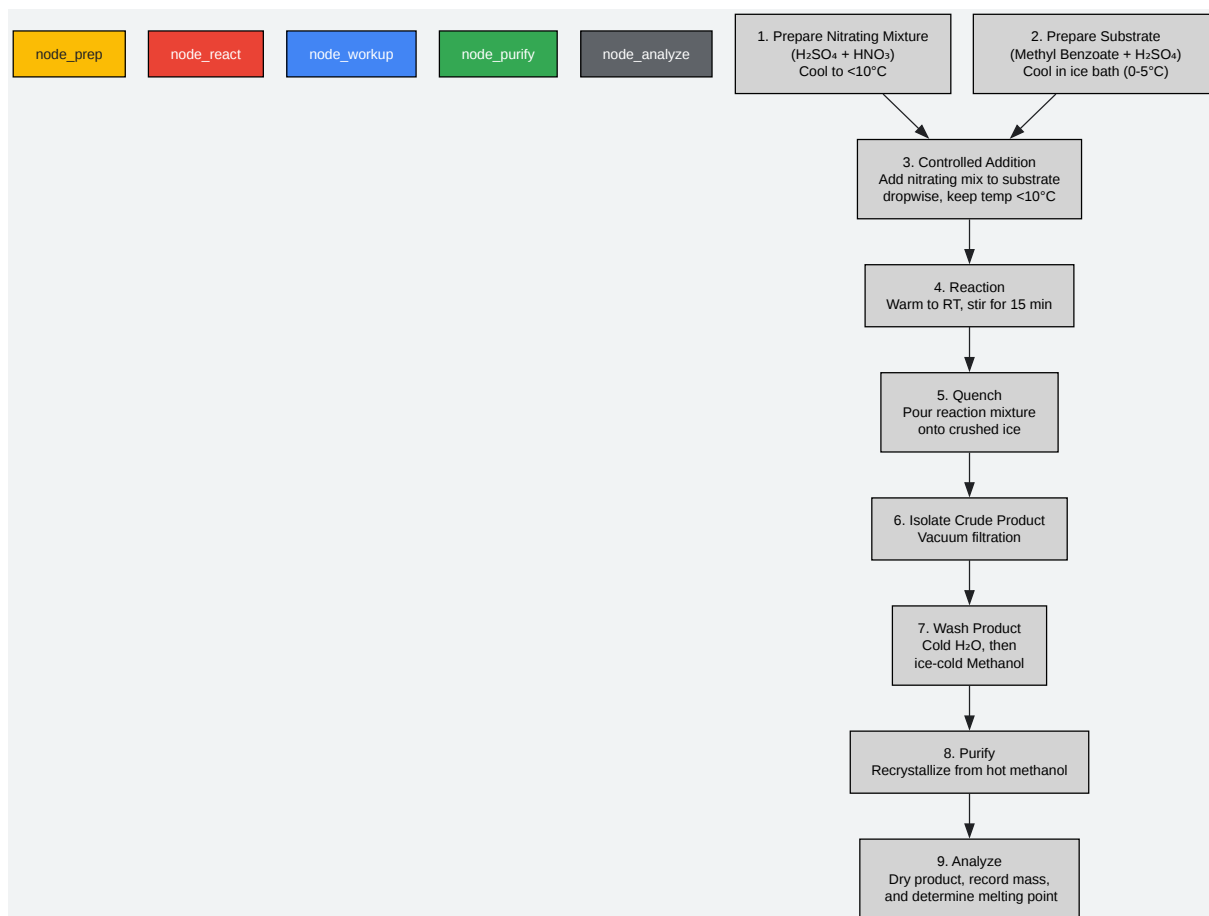 node_prep
node_react
node_workup
node_purify
node_analyze
1. Prepare Nitrating Mixture
(H₂SO₄ + HNO₃)
Cool to <10°C
2. Prepare Substrate
(Methyl Benzoate + H₂SO₄)
Cool in ice bath (0-5°C)
3. Controlled Addition
Add nitrating mix to substrate
dropwise, keep temp <10°C
4. Reaction
Warm to RT, stir for 15 min
5. Quench
Pour reaction mixture
onto crushed ice
6. Isolate Crude Product
Vacuum filtration
7. Wash Product
Cold H₂O, then
ice-cold Methanol
8. Purify
Recrystallize from hot methanol
9. Analyze
Dry product, record mass,
and determine melting point